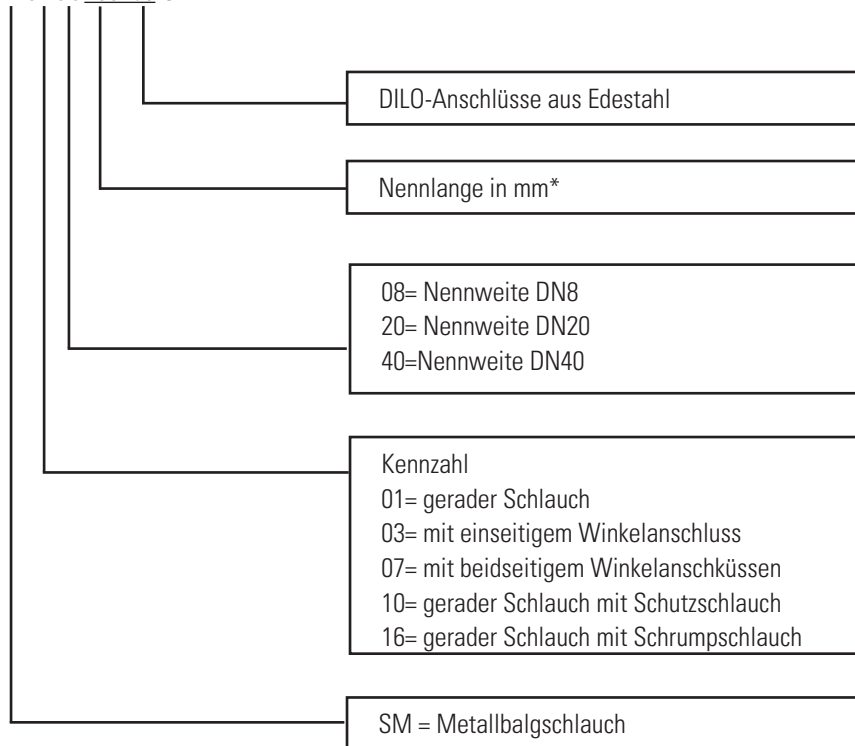 DILO-Anschlüsse aus Edestahl
Nennlange in mm*
08= Nennweite DN8
20= Nennweite DN20
40=Nennweite DN40
Kennzahl
01= gerader Schlauch
03= mit einseitigem Winkelanschluss
07= mit beidseitigem Winkelanschküssen
10= gerader Schlauch mit Schutzschlauch
16= gerader Schlauch mit Schrumpschlauch
SM = Metallbalgschlauch